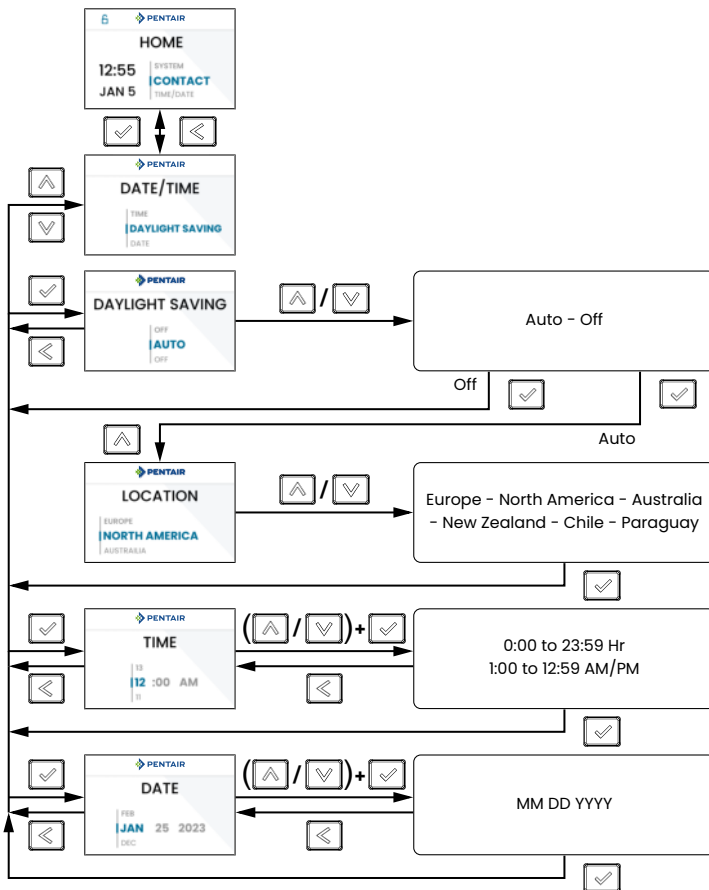 PENTAIR
HOME
12:55
JAN 5
SYSTEM
CONTACT
TIME/DATE
PENTAIR
DATE/TIME
TIME
DAYLIGHT SAVING
DATE
PENTAIR
DAYLIGHT SAVING
OFF
AUTO
OFF
/
Auto - Off
Off
Auto
PENTAIR
LOCATION
EUROPE
NORTH AMERICA
AUSTRAILIA
/
Europe - North America - Australia
- New Zealand - Chile - Paraguay
PENTAIR
TIME
13
12 :00 AM
11
( / )+
0:00 to 23:59 Hr
1:00 to 12:59 AM/PM
PENTAIR
DATE
FEB
JAN 25 2023
DEC
( / )+
MM DD YYYY